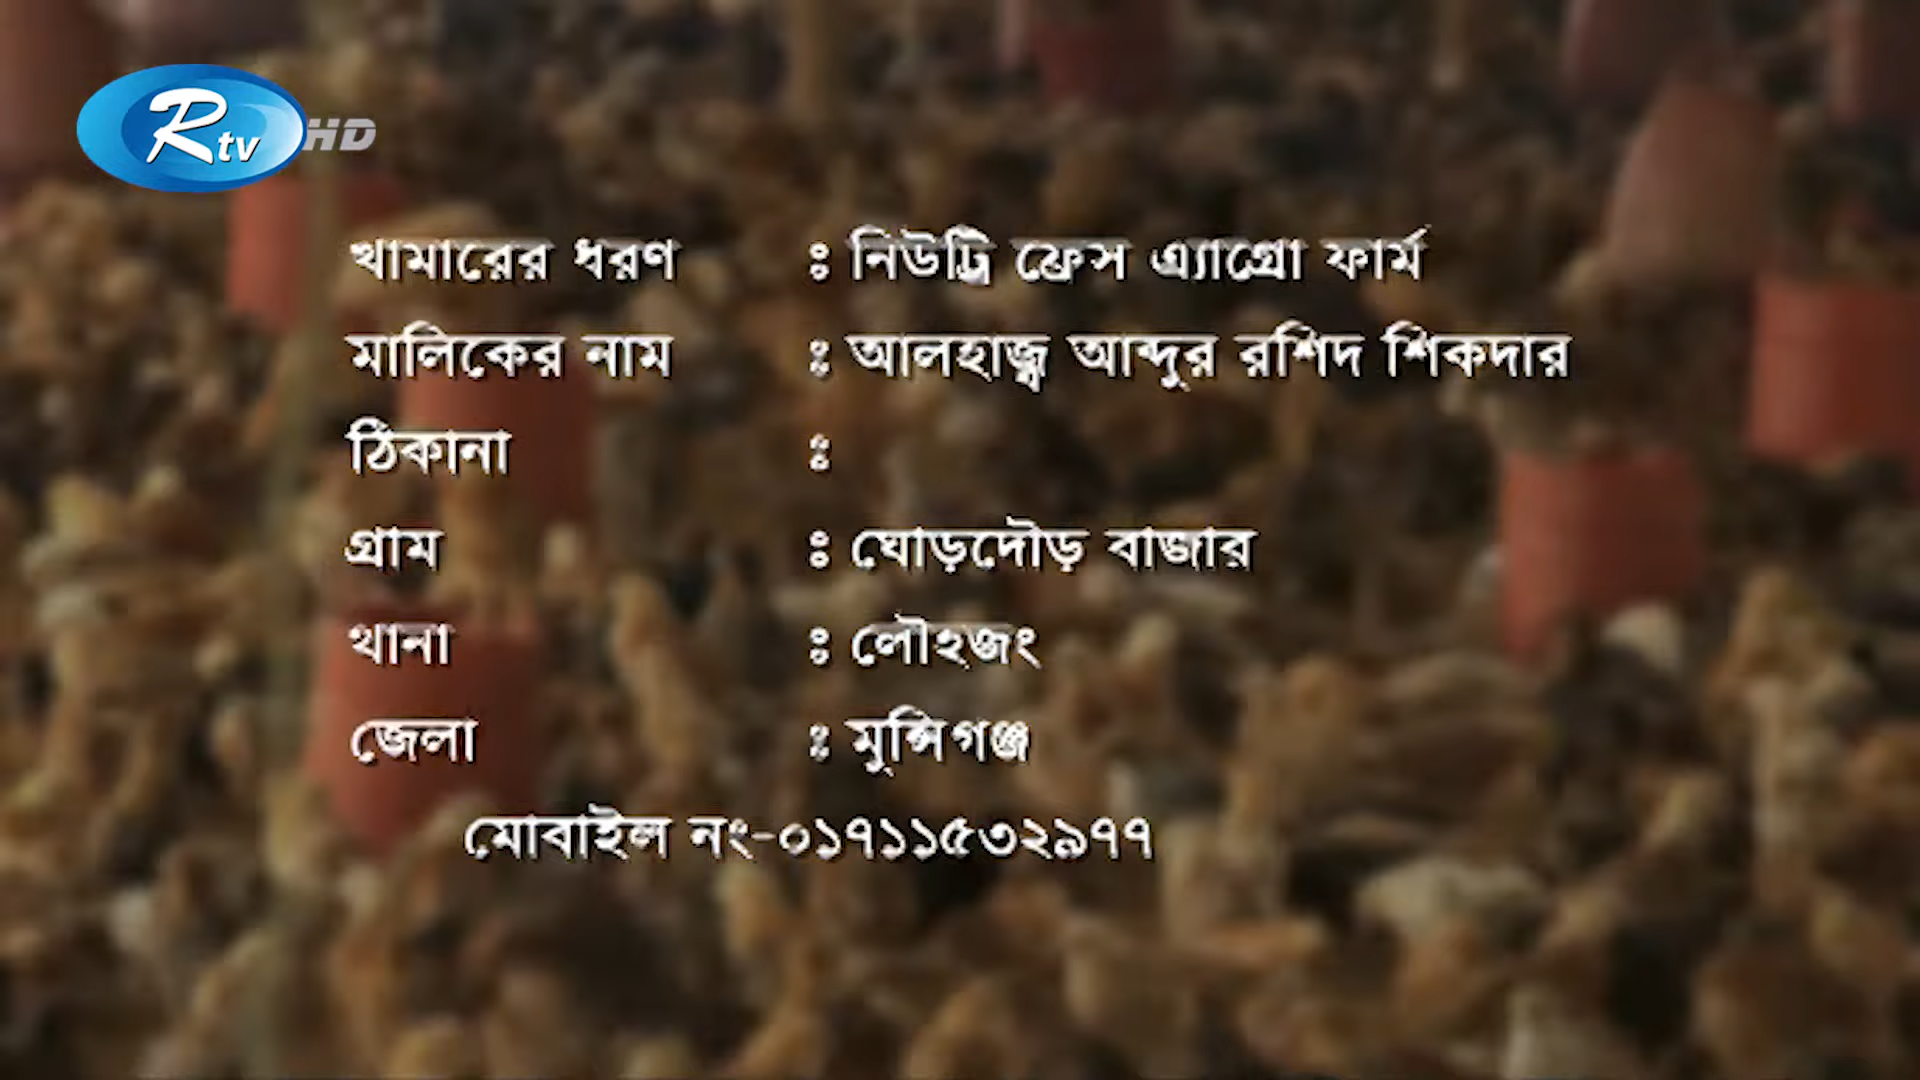 Rtv HD
খামারের ধরণ : নিউট্রি ফ্রেস এ্যাগ্রো ফার্ম
মালিকের নাম : আলহাজ্ব আব্দুর রশিদ শিকদার
ঠিকানা :
গ্রাম : ঘোড়দৌড় বাজার
থানা : লৌহজং
জেলা : মুন্সিগঞ্জ
মোবাইল নং-০১৭১১৫৩২৯৭৭